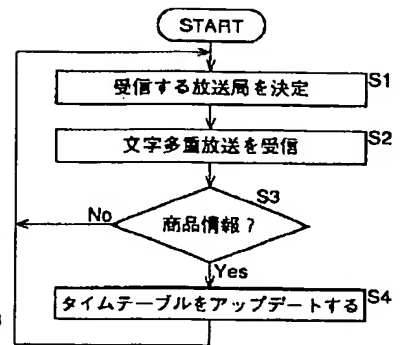 START
受信する放送局を決定
S1
文字多重放送を受信
S2
S3
商品情報?
No
Yes
タイムテーブルをアップデートする
S4